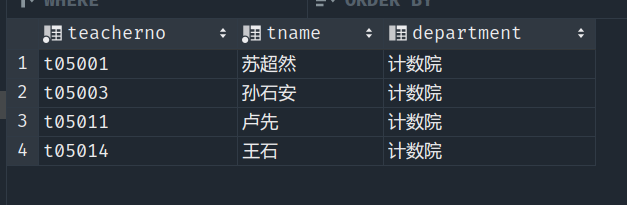 WHERE ORDER BY
teacherno tname department
1 t05001 苏超然 计数院
2 t05003 孙石安 计数院
3 t05011 卢先 计数院
4 t05014 王石 计数院